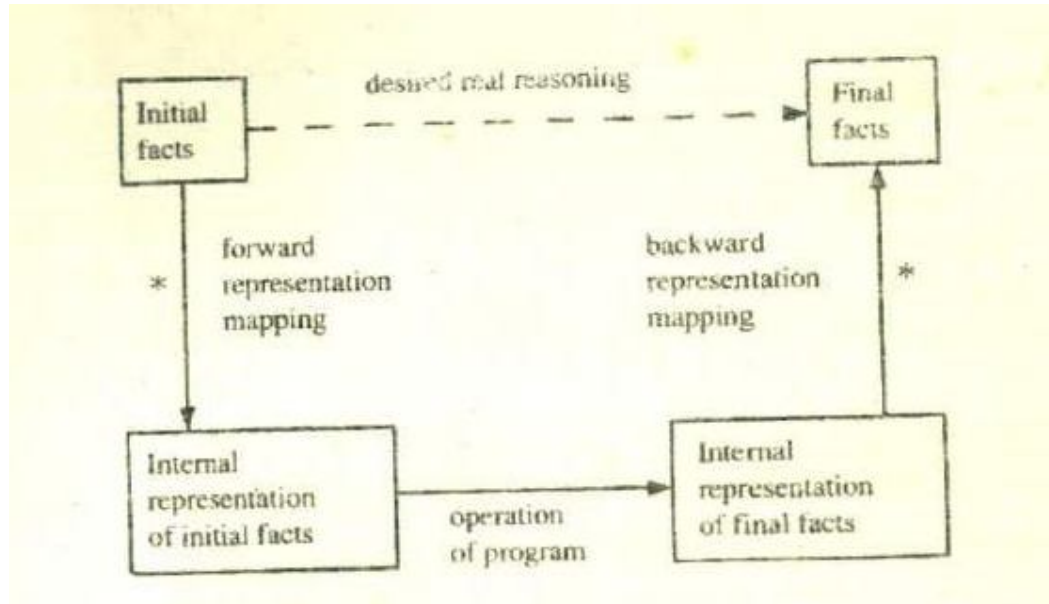 desired real reasoning
Initial
facts
Final
facts
*
forward
representation
mapping
backward
representation
mapping
*
Internal
representation
of initial facts
operation
of program
Internal
representation
of final facts